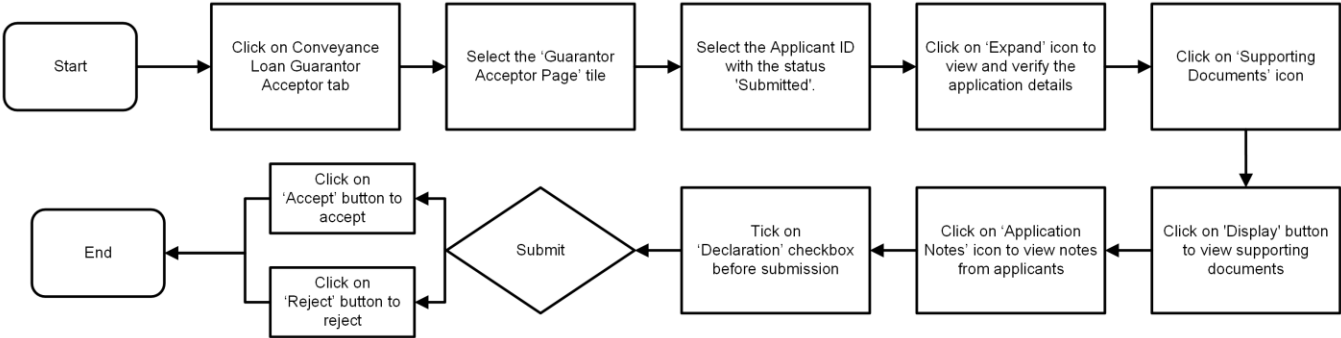 Start
Click on Conveyance
Loan Guarantor
Acceptor tab
Select the ‘Guarantor
Acceptor Page’ tile
Select the Applicant ID
with the status
'Submitted'.
Click on ‘Expand’ icon to
view and verify the
application details
Click on ‘Supporting
Documents’ icon
Click on 'Display' button
to view supporting
documents
Click on ‘Application
Notes’ icon to view notes
from applicants
Tick on
‘Declaration’ checkbox
before submission
Submit
Click on
‘Accept’ button to
accept
Click on
‘Reject’ button to
reject
End